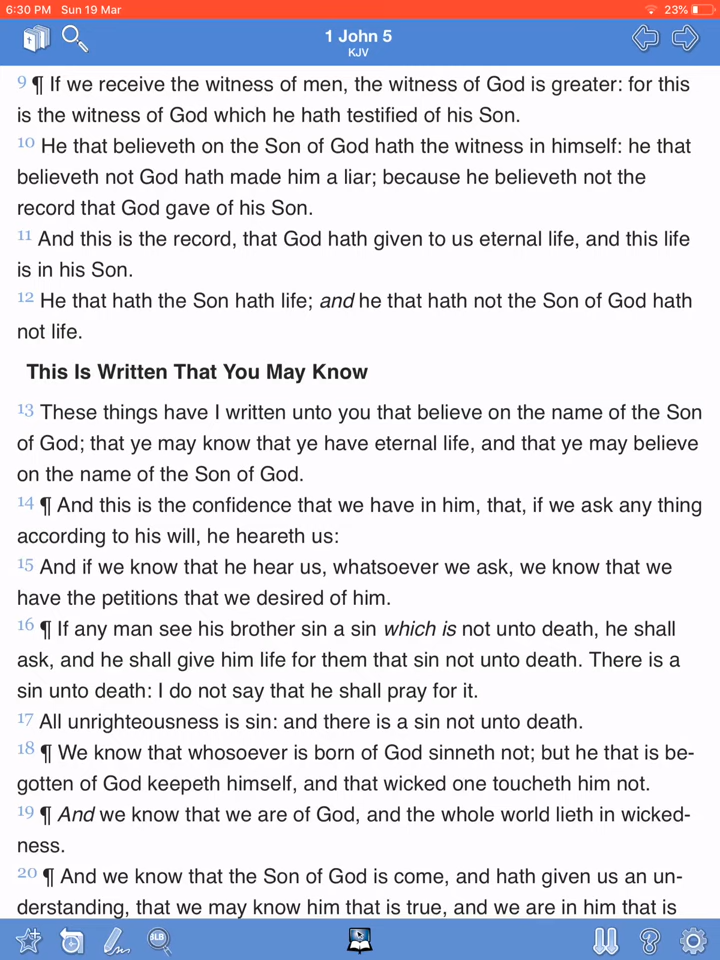 6:30 PM Sun 19 Mar 23%
1 John 5
KJV
9 ¶ If we receive the witness of men, the witness of God is greater: for this
is the witness of God which he hath testified of his Son.
10 He that believeth on the Son of God hath the witness in himself: he that
believeth not God hath made him a liar; because he believeth not the
record that God gave of his Son.
11 And this is the record, that God hath given to us eternal life, and this life
is in his Son.
12 He that hath the Son hath life; and he that hath not the Son of God hath
not life.
This Is Written That You May Know
13 These things have I written unto you that believe on the name of the Son
of God; that ye may know that ye have eternal life, and that ye may believe
on the name of the Son of God.
14 ¶ And this is the confidence that we have in him, that, if we ask any thing
according to his will, he heareth us:
15 And if we know that he hear us, whatsoever we ask, we know that we
have the petitions that we desired of him.
16 ¶ If any man see his brother sin a sin which is not unto death, he shall
ask, and he shall give him life for them that sin not unto death. There is a
sin unto death: I do not say that he shall pray for it.
17 All unrighteousness is sin: and there is a sin not unto death.
18 ¶ We know that whosoever is born of God sinneth not; but he that is be-
gotten of God keepeth himself, and that wicked one toucheth him not.
19 ¶ And we know that we are of God, and the whole world lieth in wicked-
ness.
20 ¶ And we know that the Son of God is come, and hath given us an un-
derstanding, that we may know him that is true, and we are in him that is